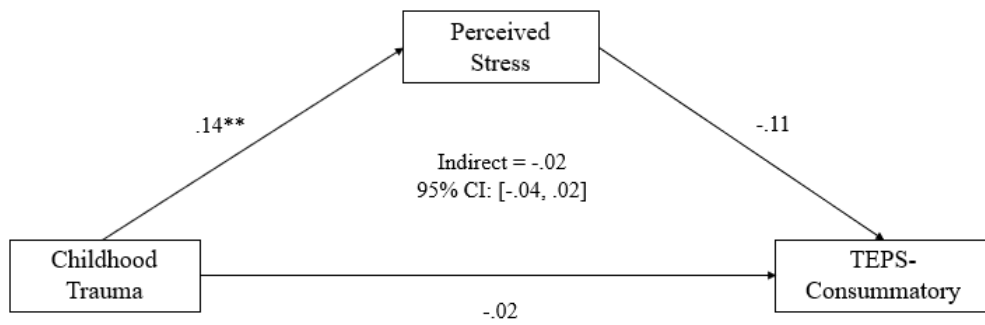 Perceived
Stress
.14**
-.11
Indirect = -.02
95% CI: [-.04, .02]
Childhood
Trauma
TEPS-
Consummatory
-.02